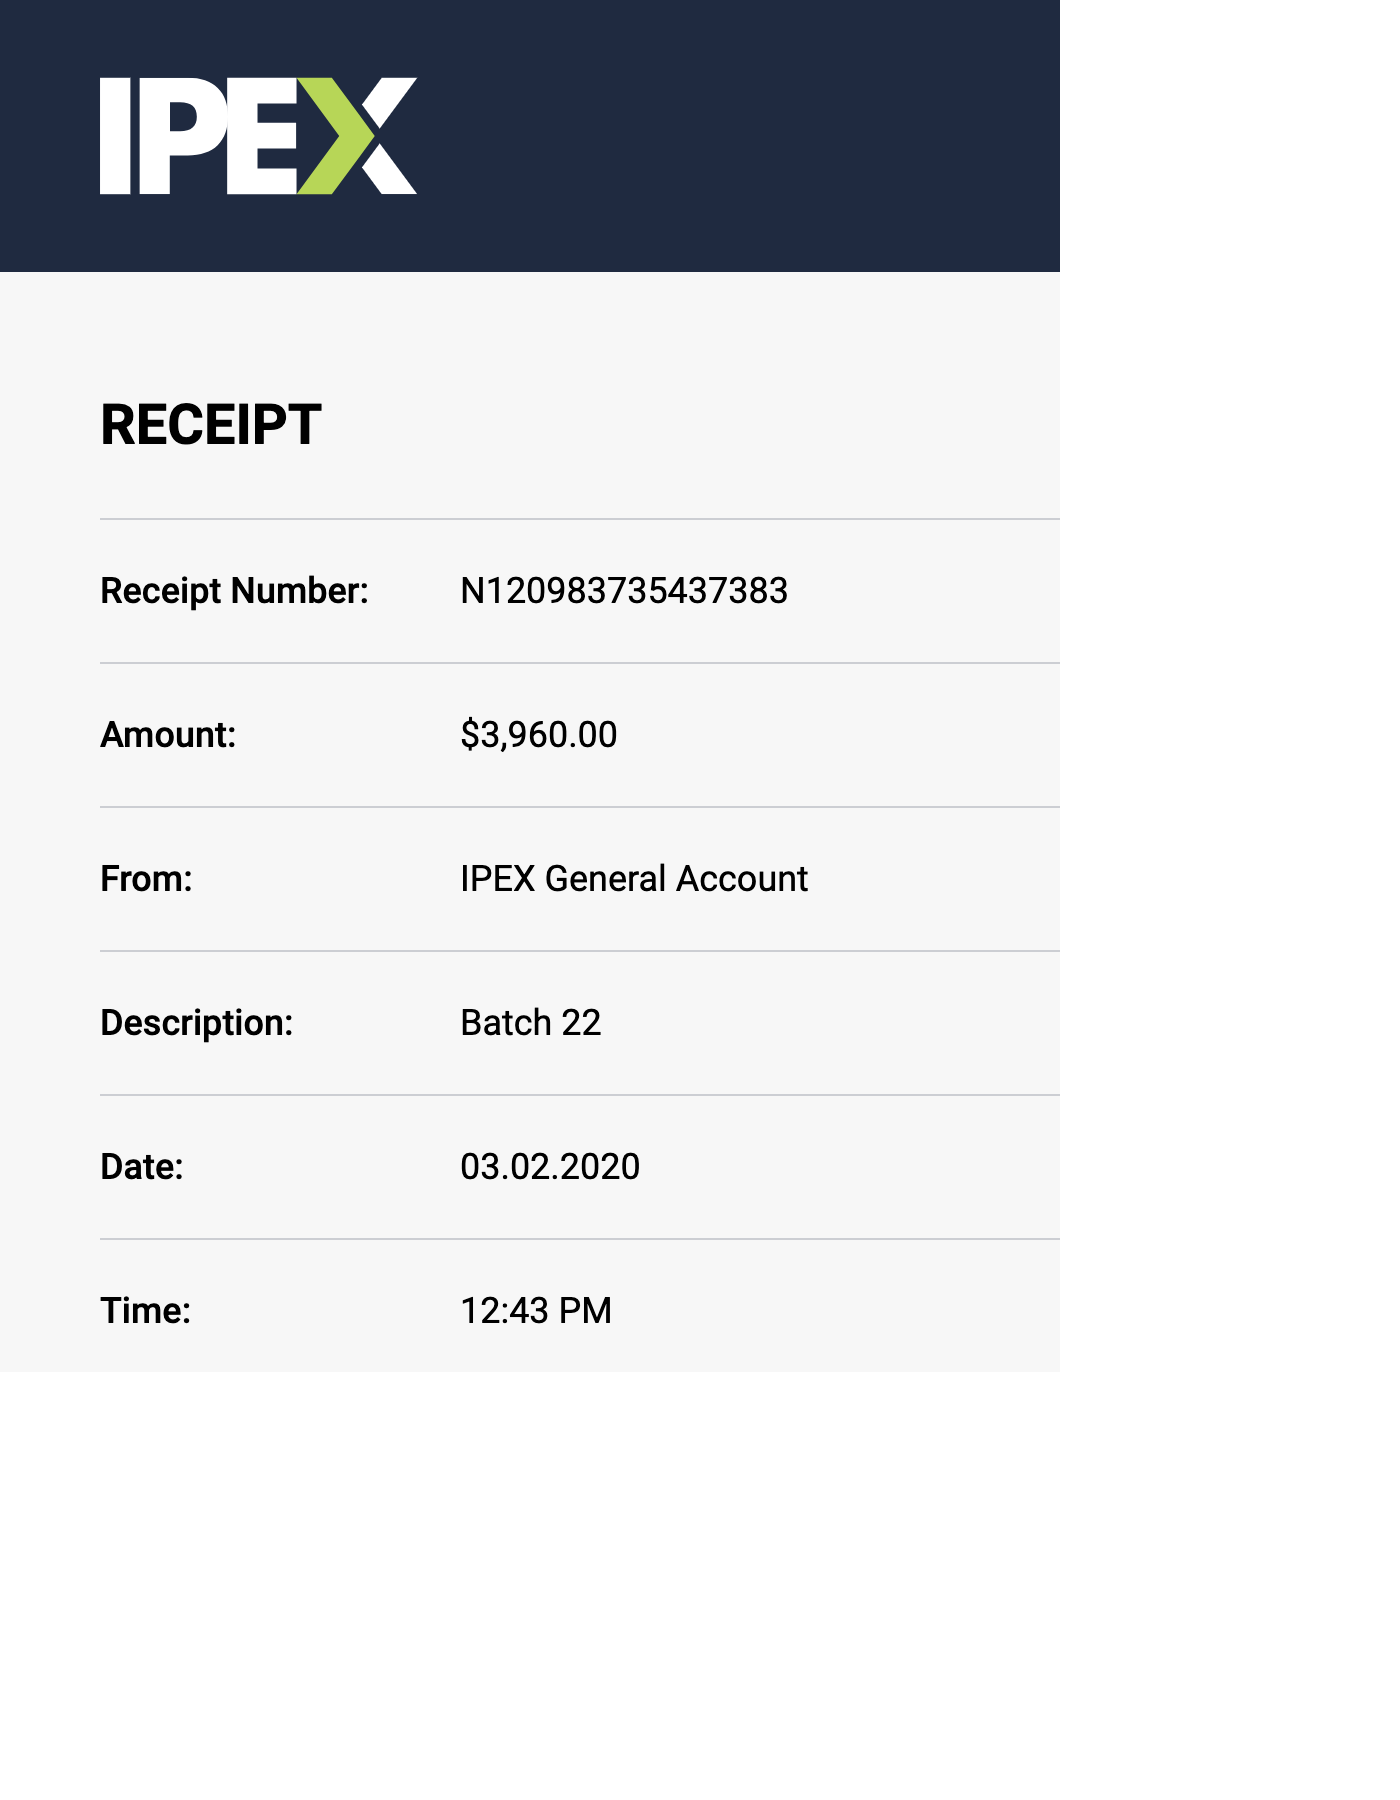 IPEX
RECEIPT
Receipt Number: N120983735437383
Amount: $3,960.00
From: IPEX General Account
Description: Batch 22
Date: 03.02.2020
Time: 12:43 PM